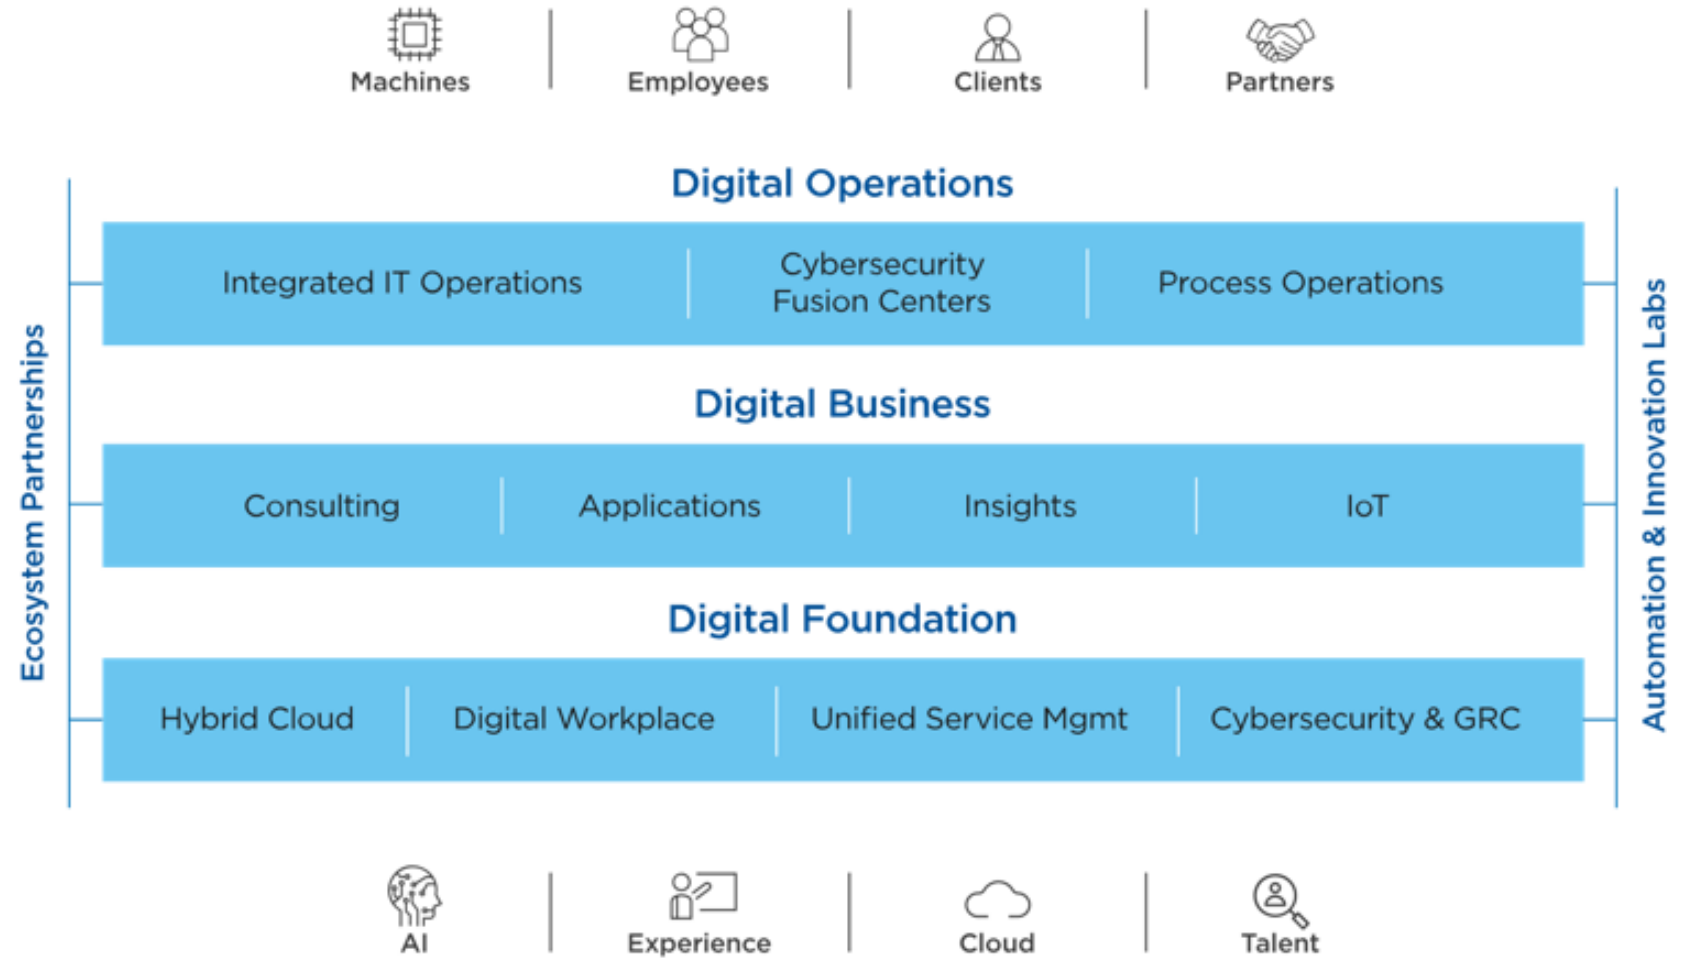 Machines
Employees
Clients
Partners
Digital Operations
Integrated IT Operations
Cybersecurity
Fusion Centers
Process Operations
Digital Business
Consulting
Applications
Insights
IoT
Digital Foundation
Hybrid Cloud
Digital Workplace
Unified Service Mgmt
Cybersecurity & GRC
Ecosystem Partnerships
Automation & Innovation Labs
AI
Experience
Cloud
Talent